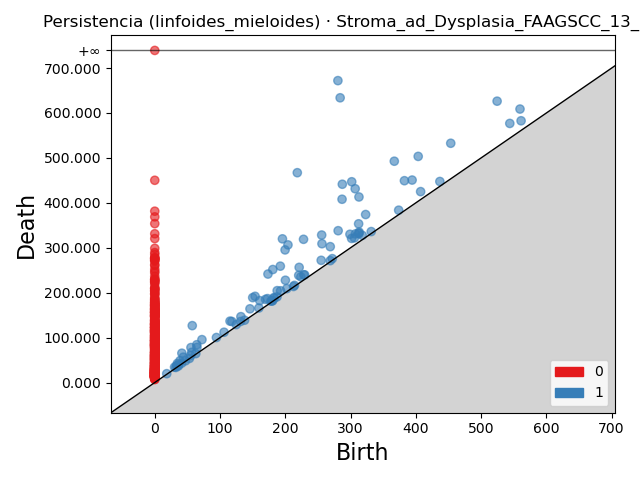 Persistencia (linfoides_mieloides) · Stroma_ad_Dysplasia_FAAGSCC_13_
+∞
700.000
600.000
500.000
400.000
300.000
200.000
100.000
0.000
Death
0
1
0 100 200 300 400 500 600 700
Birth